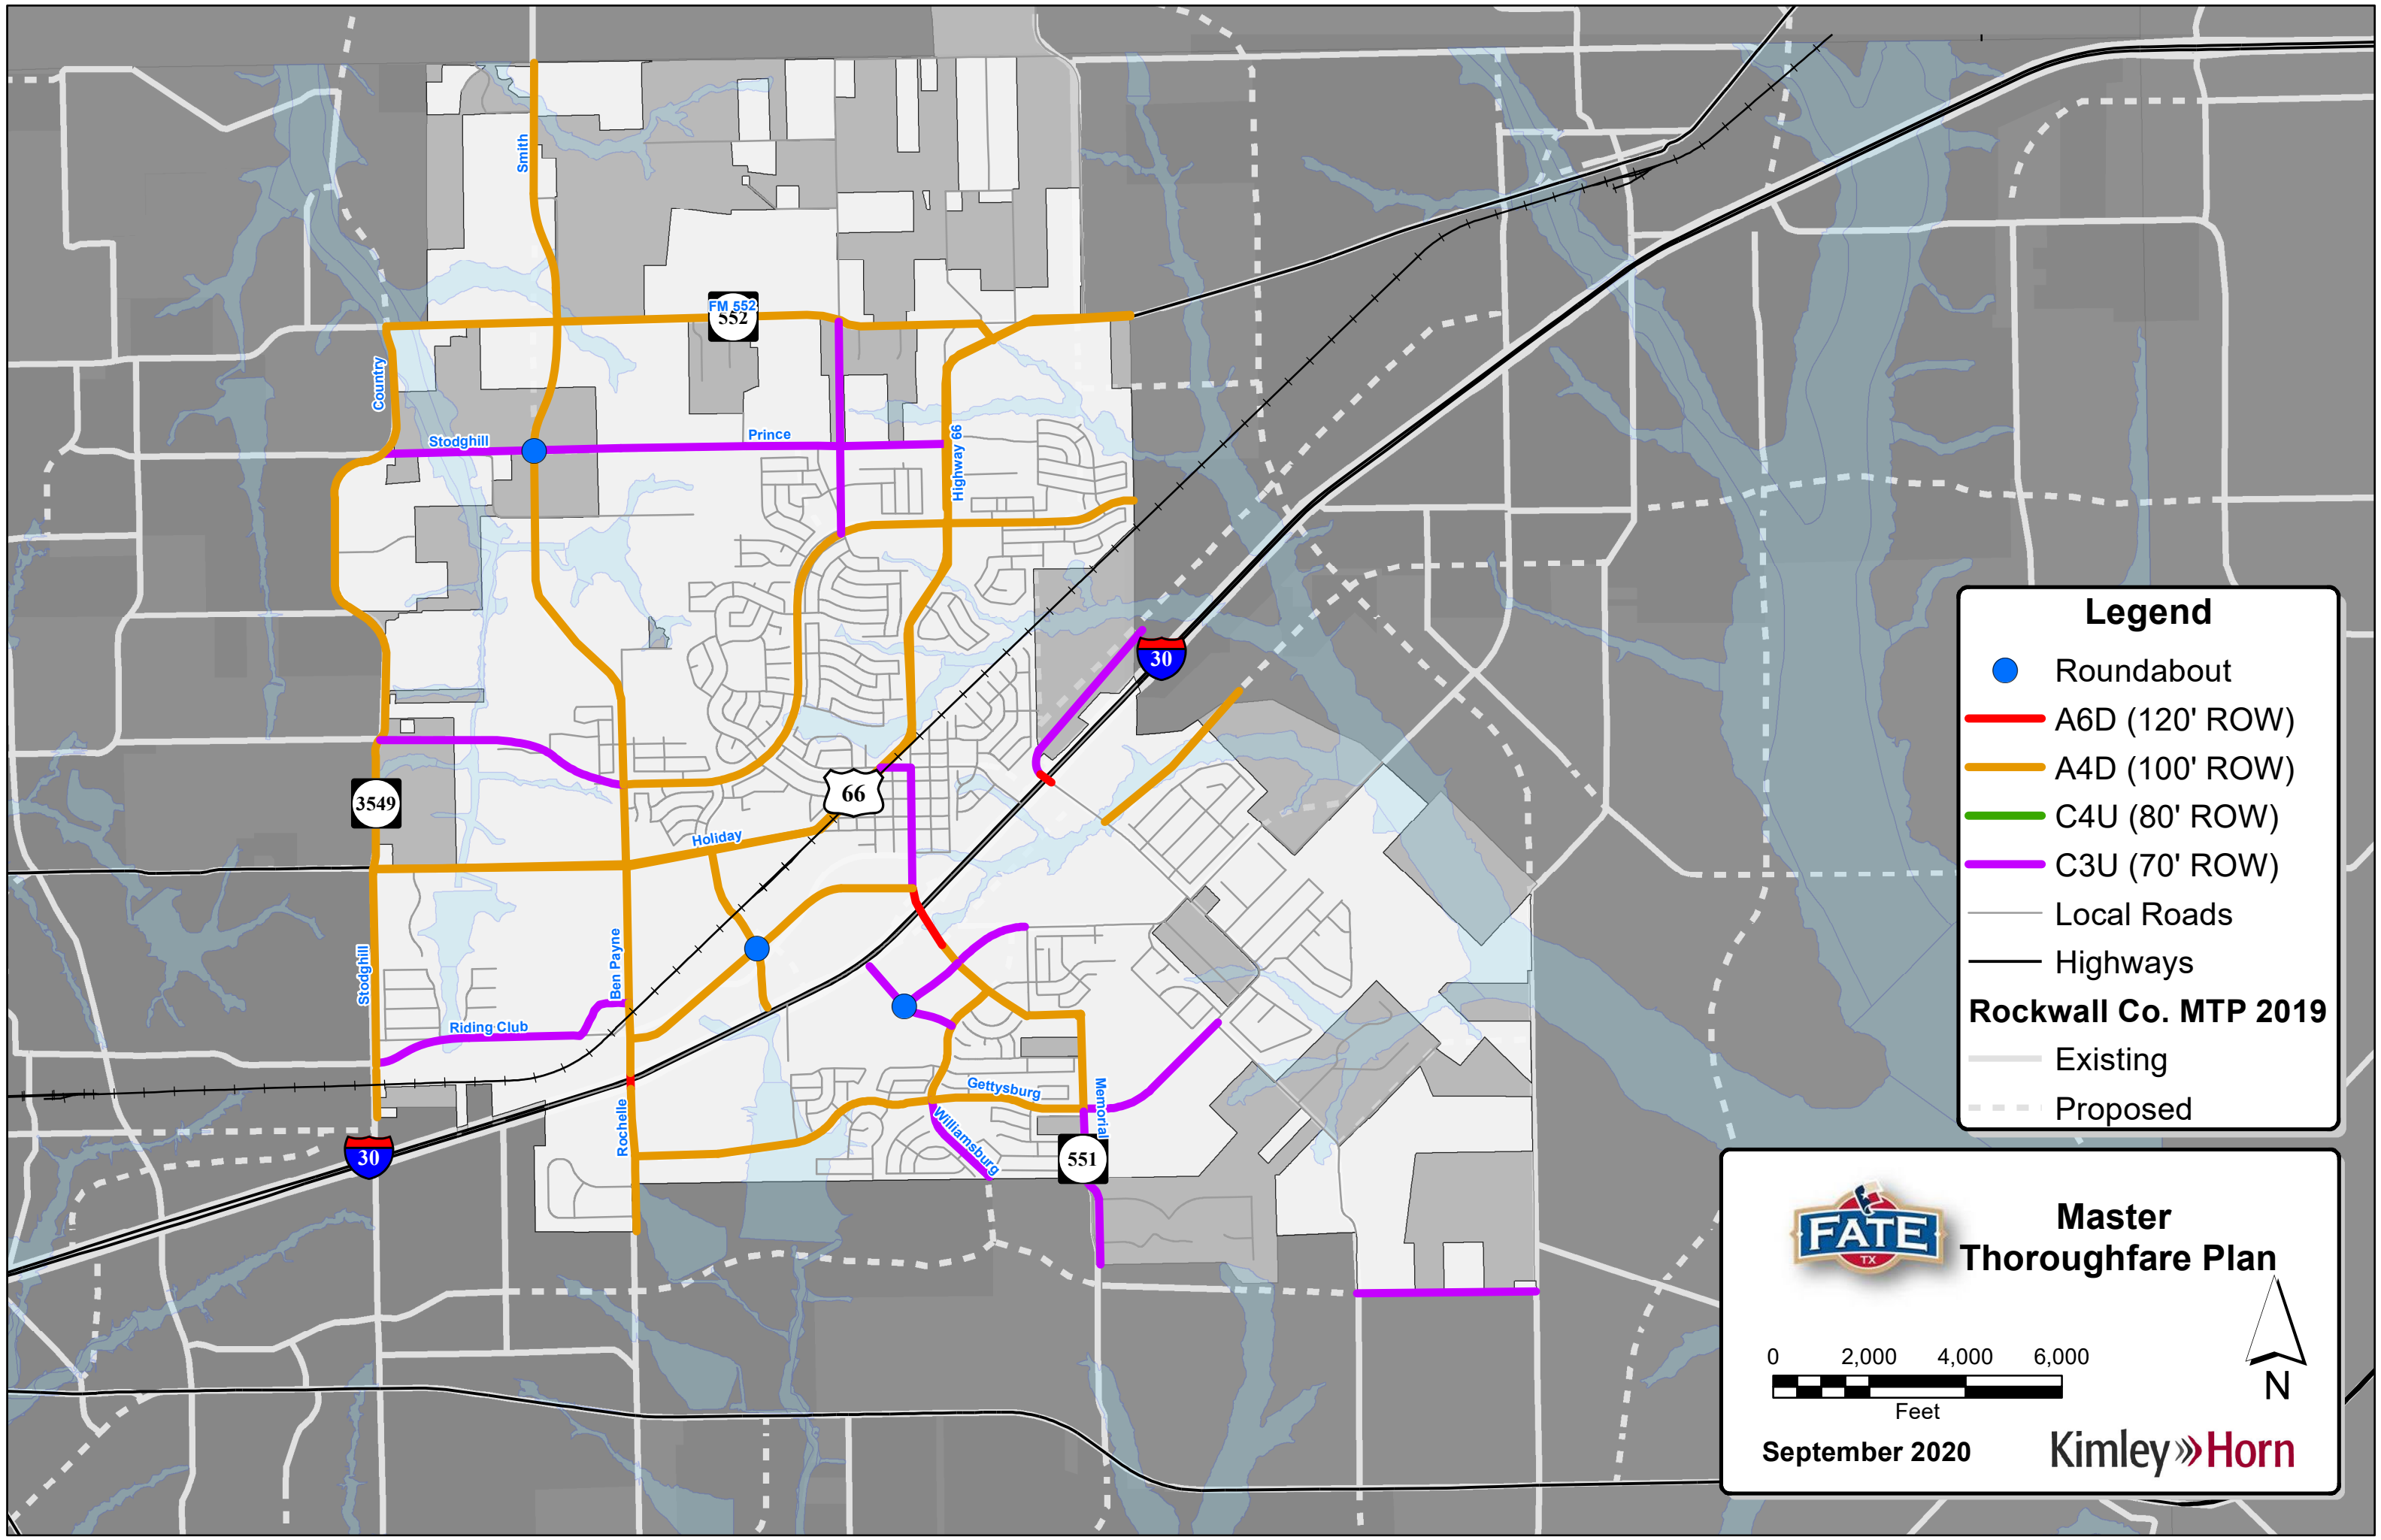 Smith
FM 552
552
Country
Stodghill
Prince
Highway 66
30
66
3549
Holiday
Stodghill
Ben Payne
Riding Club
Gettysburg
Williamsburg
Memorial
Rochelle
551
30
Legend
Roundabout
A6D (120' ROW)
A4D (100' ROW)
C4U (80' ROW)
C3U (70' ROW)
Local Roads
Highways
Rockwall Co. MTP 2019
Existing
Proposed
FATE
TX
Master
Thoroughfare Plan
0 2,000 4,000 6,000
Feet
N
September 2020
Kimley Horn